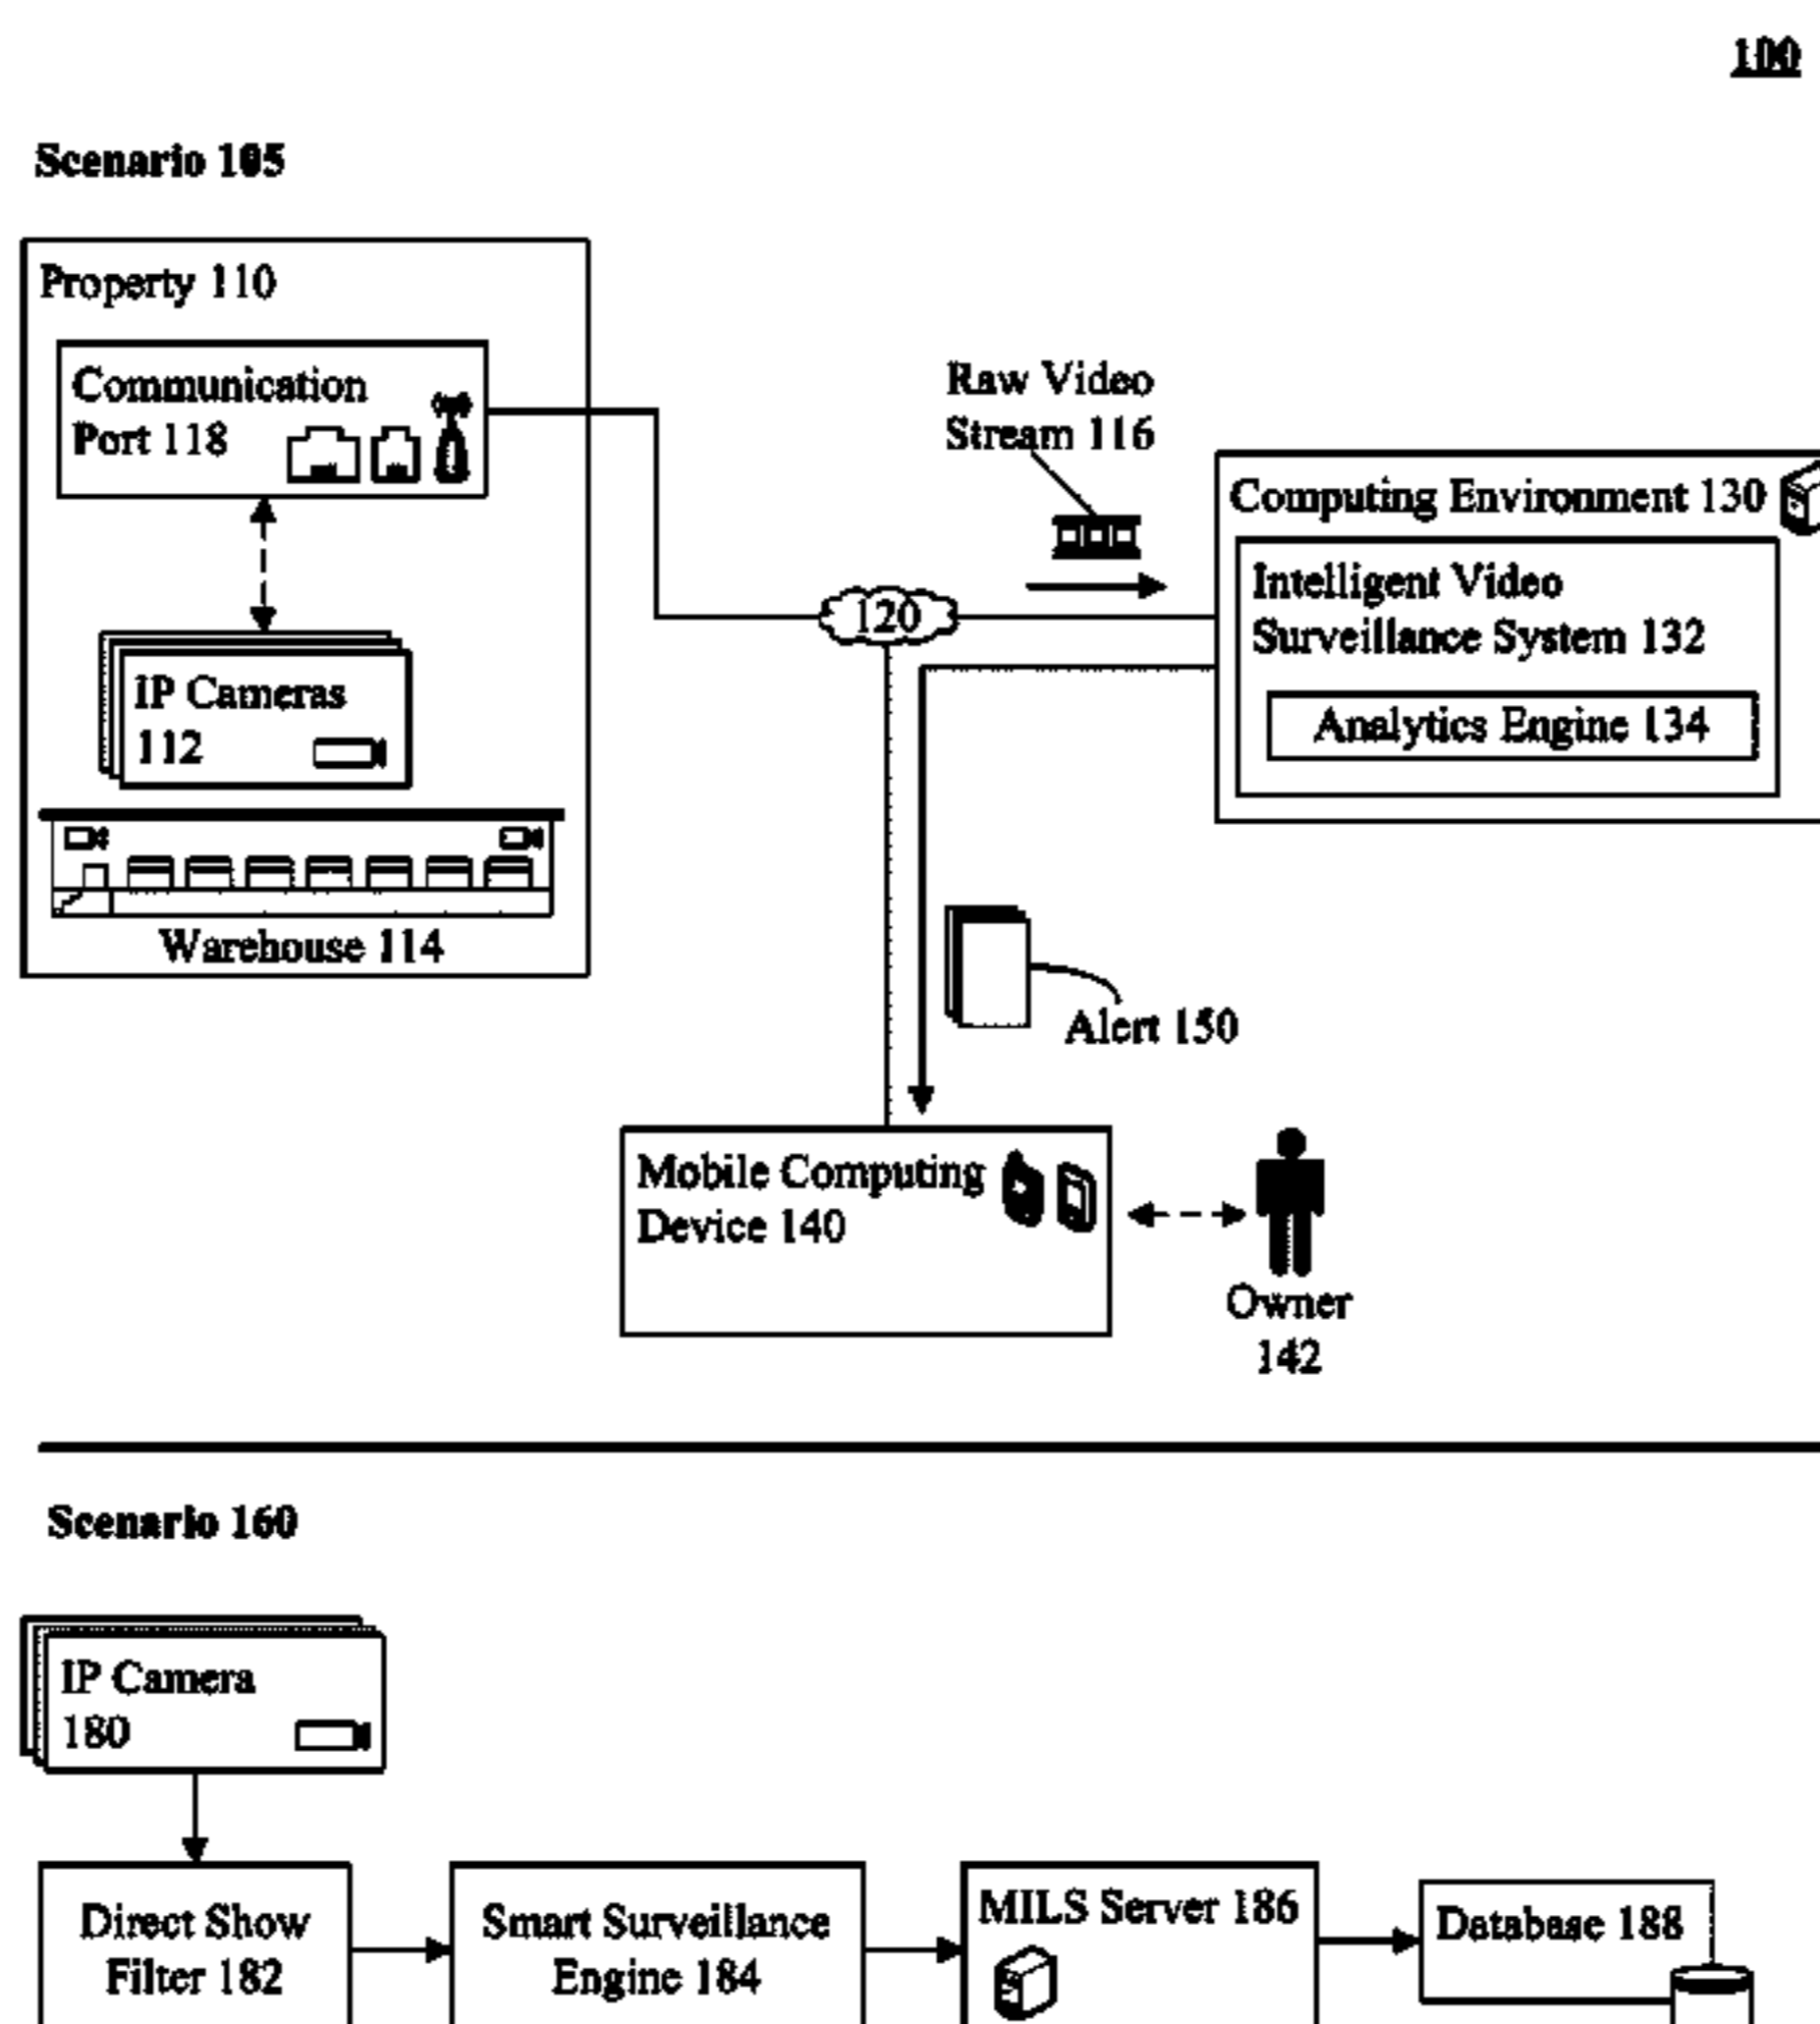 100
Scenario 105
Property 110
Communication
Port 118
IP Cameras
112
Warehouse 114
120
Raw Video
Stream 116
Computing Environment 130
Intelligent Video
Surveillance System 132
Analytics Engine 134
Alert 150
Mobile Computing
Device 140
Owner
142
Scenario 160
IP Camera
180
Direct Show
Filter 182
Smart Surveillance
Engine 184
MILS Server 186
Database 188